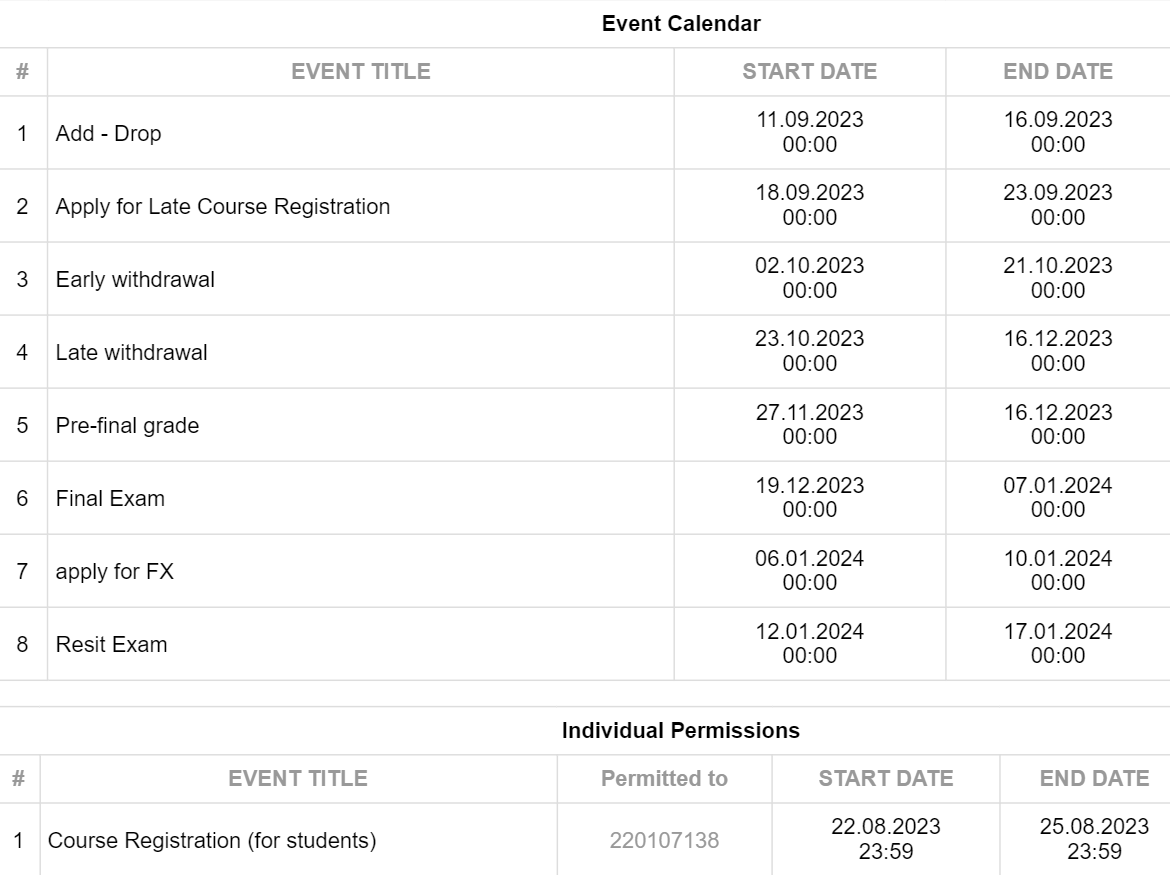 Event Calendar
# EVENT TITLE START DATE END DATE
1 Add - Drop 11.09.2023 00:00 16.09.2023 00:00
2 Apply for Late Course Registration 18.09.2023 00:00 23.09.2023 00:00
3 Early withdrawal 02.10.2023 00:00 21.10.2023 00:00
4 Late withdrawal 23.10.2023 00:00 16.12.2023 00:00
5 Pre-final grade 27.11.2023 00:00 16.12.2023 00:00
6 Final Exam 19.12.2023 00:00 07.01.2024 00:00
7 apply for FX 06.01.2024 00:00 10.01.2024 00:00
8 Resit Exam 12.01.2024 00:00 17.01.2024 00:00
Individual Permissions
# EVENT TITLE Permitted to START DATE END DATE
1 Course Registration (for students) 220107138 22.08.2023 23:59 25.08.2023 23:59